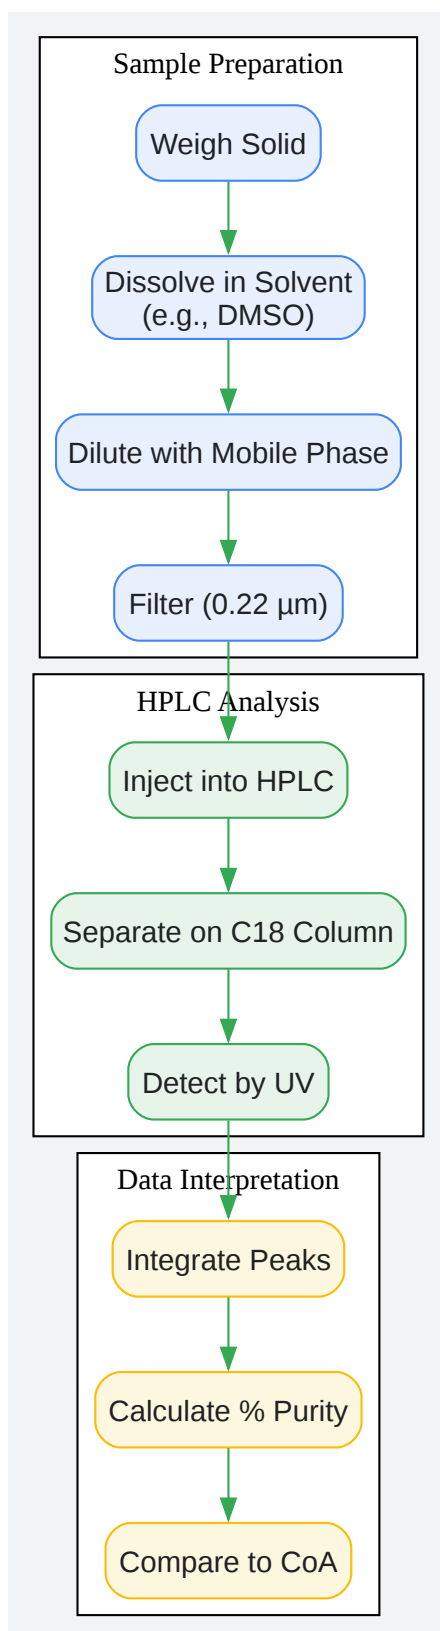 Sample Preparation
Weigh Solid
Dissolve in Solvent
(e.g., DMSO)
Dilute with Mobile Phase
Filter (0.22 µm)
HPLC Analysis
Inject into HPLC
Separate on C18 Column
Detect by UV
Data Interpretation
Integrate Peaks
Calculate % Purity
Compare to CoA